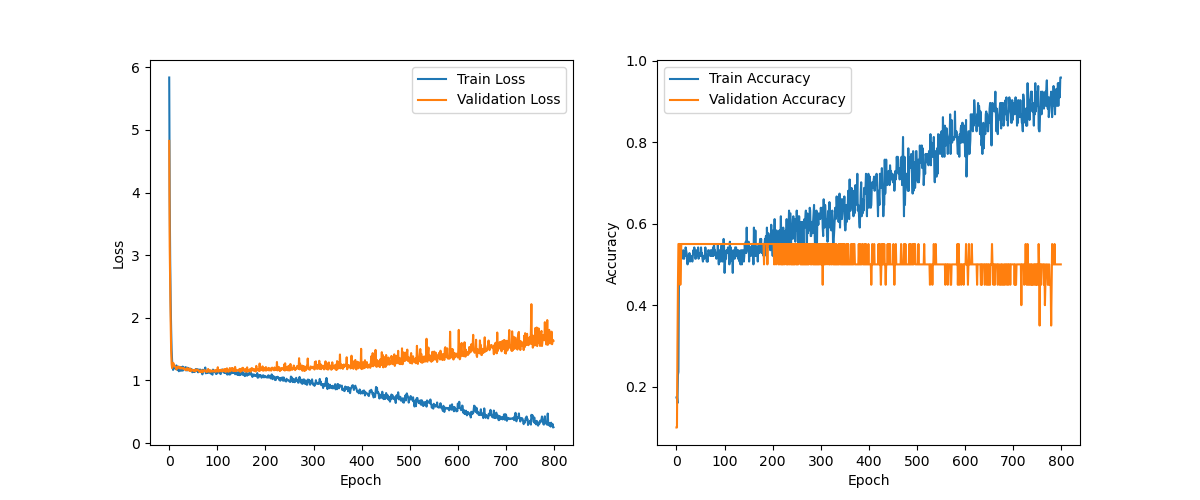 6
5
4
3
2
1
0
Loss
Train Loss
Validation Loss
0 100 200 300 400 500 600 700 800
Epoch
1.0
0.8
0.6
0.4
0.2
Accuracy
Train Accuracy
Validation Accuracy
0 100 200 300 400 500 600 700 800
Epoch